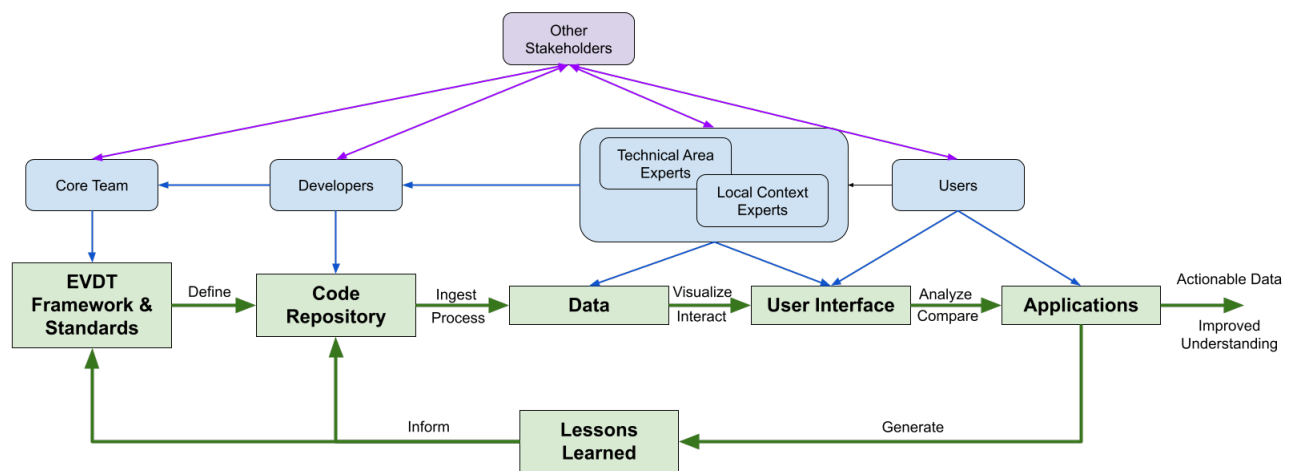 Other
Stakeholders
Core Team
Developers
Technical Area
Experts
Local Context
Experts
Users
EVDT
Framework &
Standards
Define
Code
Repository
Ingest
Process
Data
Visualize
Interact
User Interface
Analyze
Compare
Applications
Actionable Data
Improved
Understanding
Inform
Lessons
Learned
Generate